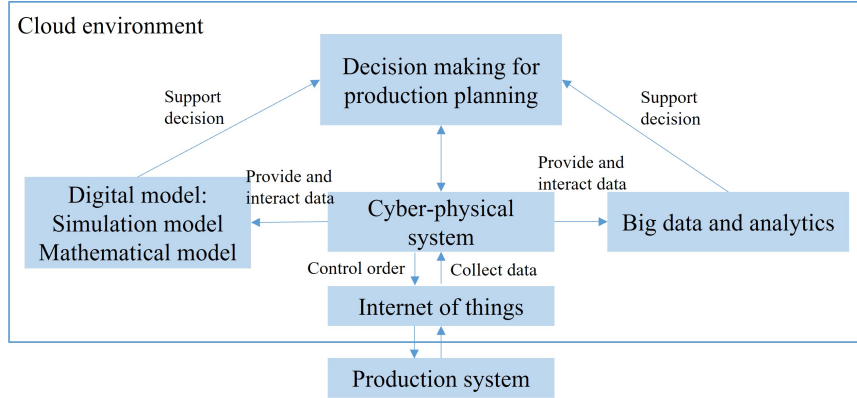 Cloud environment
Decision making for
production planning
Support
decision
Support
decision
Provide and
interact data
Provide and
interact data
Digital model:
Simulation model
Mathematical model
Cyber-physical
system
Big data and analytics
Control order
Collect data
Internet of things
Production system